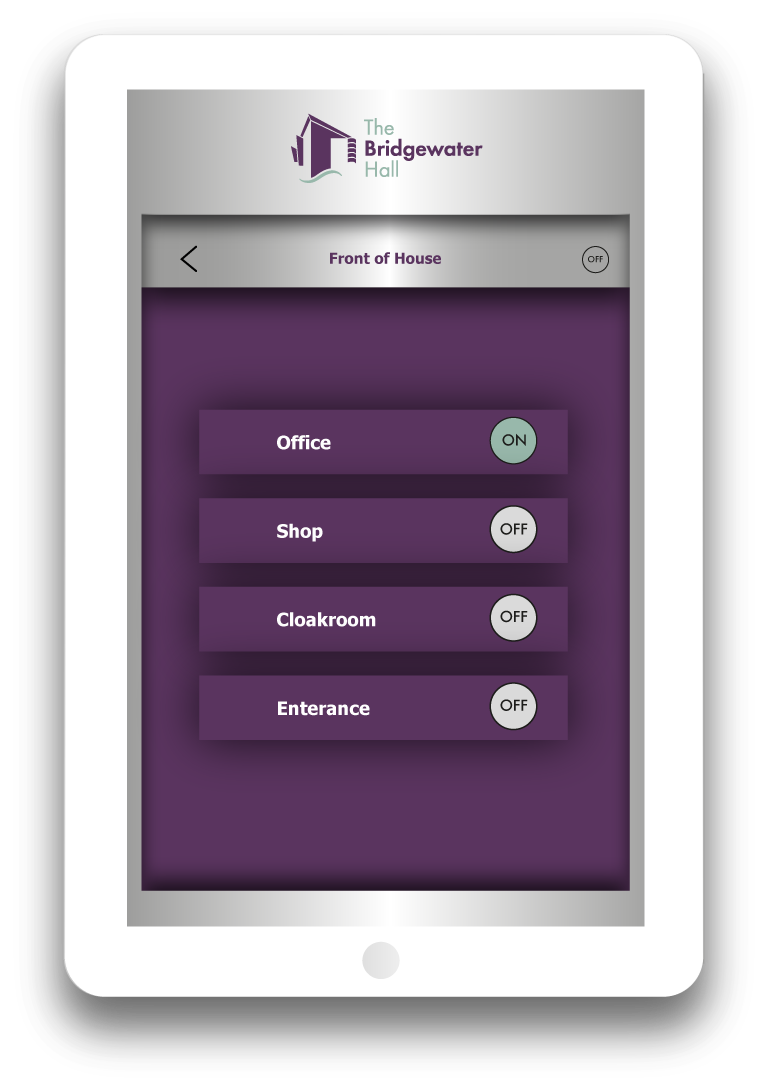 The
Bridgewater
Hall
Front of House
OFF
Office
ON
Shop
OFF
Cloakroom
OFF
Enterance
OFF